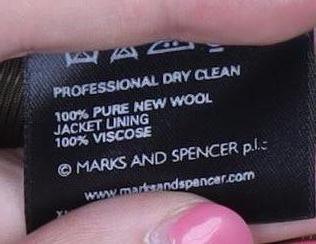 PROFESSIONAL DRY CLEAN
100% PURE NEW WOOL
JACKET LINING
100% VISCOSE
© MARKS AND SPENCER p.l.c
www.marksandspencer.com